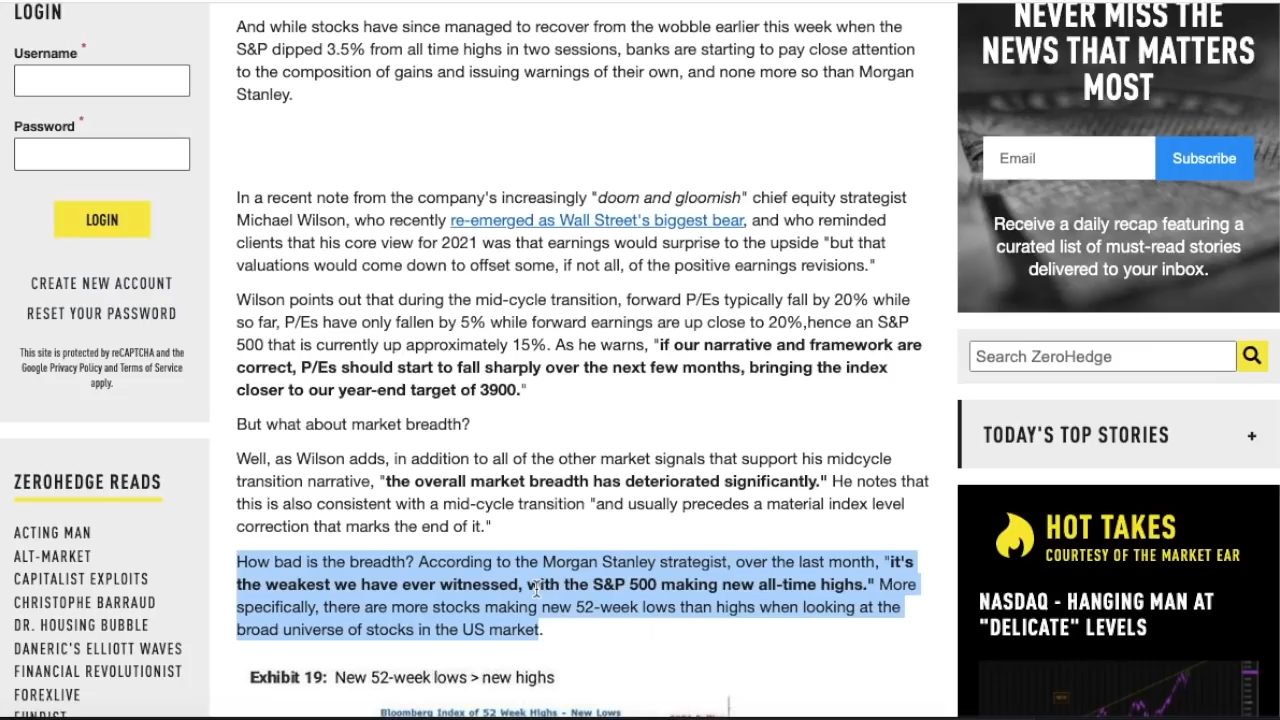 LOGIN
Username *
Password *
LOGIN
CREATE NEW ACCOUNT
RESET YOUR PASSWORD
This site is protected by reCAPTCHA and the
Google Privacy Policy and Terms of Service
apply.
ZEROHEDGE READS
ACTING MAN
ALT-MARKET
CAPITALIST EXPLOITS
CHRISTOPHE BARRAUD
DR. HOUSING BUBBLE
DANERIC'S ELLIOTT WAVES
FINANCIAL REVOLUTIONIST
FOREXLIVE
And while stocks have since managed to recover from the wobble earlier this week when the
S&P dipped 3.5% from all time highs in two sessions, banks are starting to pay close attention
to the composition of gains and issuing warnings of their own, and none more so than Morgan
Stanley.
In a recent note from the company's increasingly "doom and gloomish" chief equity strategist
Michael Wilson, who recently re-emerged as Wall Street's biggest bear, and who reminded
clients that his core view for 2021 was that earnings would surprise to the upside "but that
valuations would come down to offset some, if not all, of the positive earnings revisions."
Wilson points out that during the mid-cycle transition, forward P/Es typically fall by 20% while
so far, P/Es have only fallen by 5% while forward earnings are up close to 20%,hence an S&P
500 that is currently up approximately 15%. As he warns, "if our narrative and framework are
correct, P/Es should start to fall sharply over the next few months, bringing the index
closer to our year-end target of 3900."
But what about market breadth?
Well, as Wilson adds, in addition to all of the other market signals that support his midcycle
transition narrative, "the overall market breadth has deteriorated significantly." He notes that
this is also consistent with a mid-cycle transition "and usually precedes a material index level
correction that marks the end of it."
How bad is the breadth? According to the Morgan Stanley strategist, over the last month, "it's
the weakest we have ever witnessed, with the S&P 500 making new all-time highs." More
specifically, there are more stocks making new 52-week lows than highs when looking at the
broad universe of stocks in the US market.
Exhibit 19: New 52-week lows > new highs
Bloomberg Index of 52 Week Highs - New Lows
NEVER MISS THE
NEWS THAT MATTERS
MOST
Email
Subscribe
Receive a daily recap featuring a
curated list of must-read stories
delivered to your inbox.
Search ZeroHedge
TODAY'S TOP STORIES +
HOT TAKES
COURTESY OF THE MARKET EAR
NASDAQ - HANGING MAN AT
"DELICATE" LEVELS